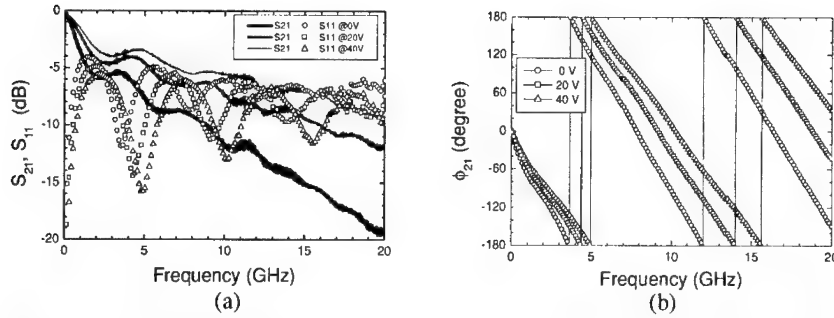 (a)
S21 S11 @0V
S21 S11 @20V
S21 S11 @40V
S21, S11 (dB)
0
-5
-10
-15
-20
0 5 10 15 20
Frequency (GHz)
(a)
180
120
60
0
-60
-120
-180
0 V
20 V
40 V
ϕ21 (degree)
0 5 10 15 20
Frequency (GHz)
(b)
(b)